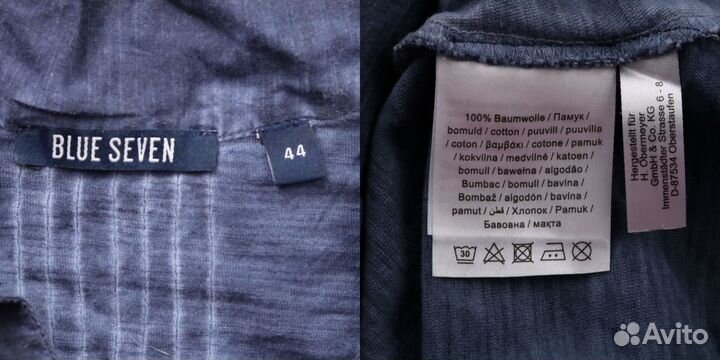 BLUE SEVEN
44
100% Baumwolle / Памук /
bomuld / cotton / puuvill / puuvilla
/ coton / βαμβάκι / cotone / pamuk
/ kokvilna / medvilnė / katoen /
bomull / bawełna / algodão /
Bumbac / bomull / bavina /
Bombaž / algodón / bavlna /
pamut / قطن / Хлопок / Pamuk /
Бавовна / мақта
30
Hergestellt für
H. Obermeyer
GmbH & Co. KG
Immenstädter Strasse 6 - 8
D-87534 Oberstaufen
Avito